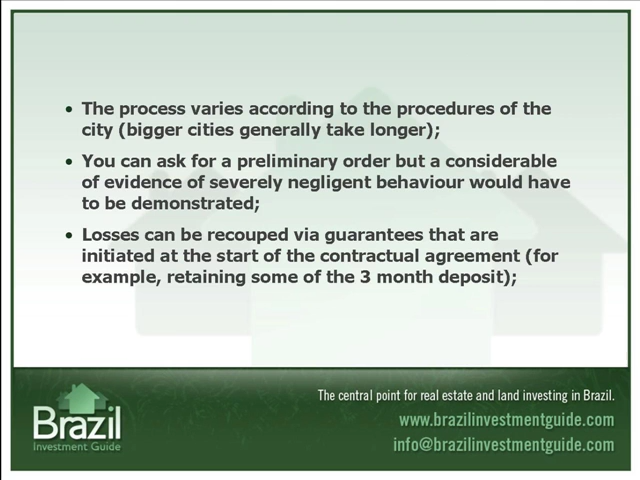 • The process varies according to the procedures of the
city (bigger cities generally take longer);
• You can ask for a preliminary order but a considerable
of evidence of severely negligent behaviour would have
to be demonstrated;
• Losses can be recouped via guarantees that are
initiated at the start of the contractual agreement (for
example, retaining some of the 3 month deposit);
The central point for real estate and land investing in Brazil.
www.brazilinvestmentguide.com
info@brazilinvestmentguide.com
Brazil
Investment Guide